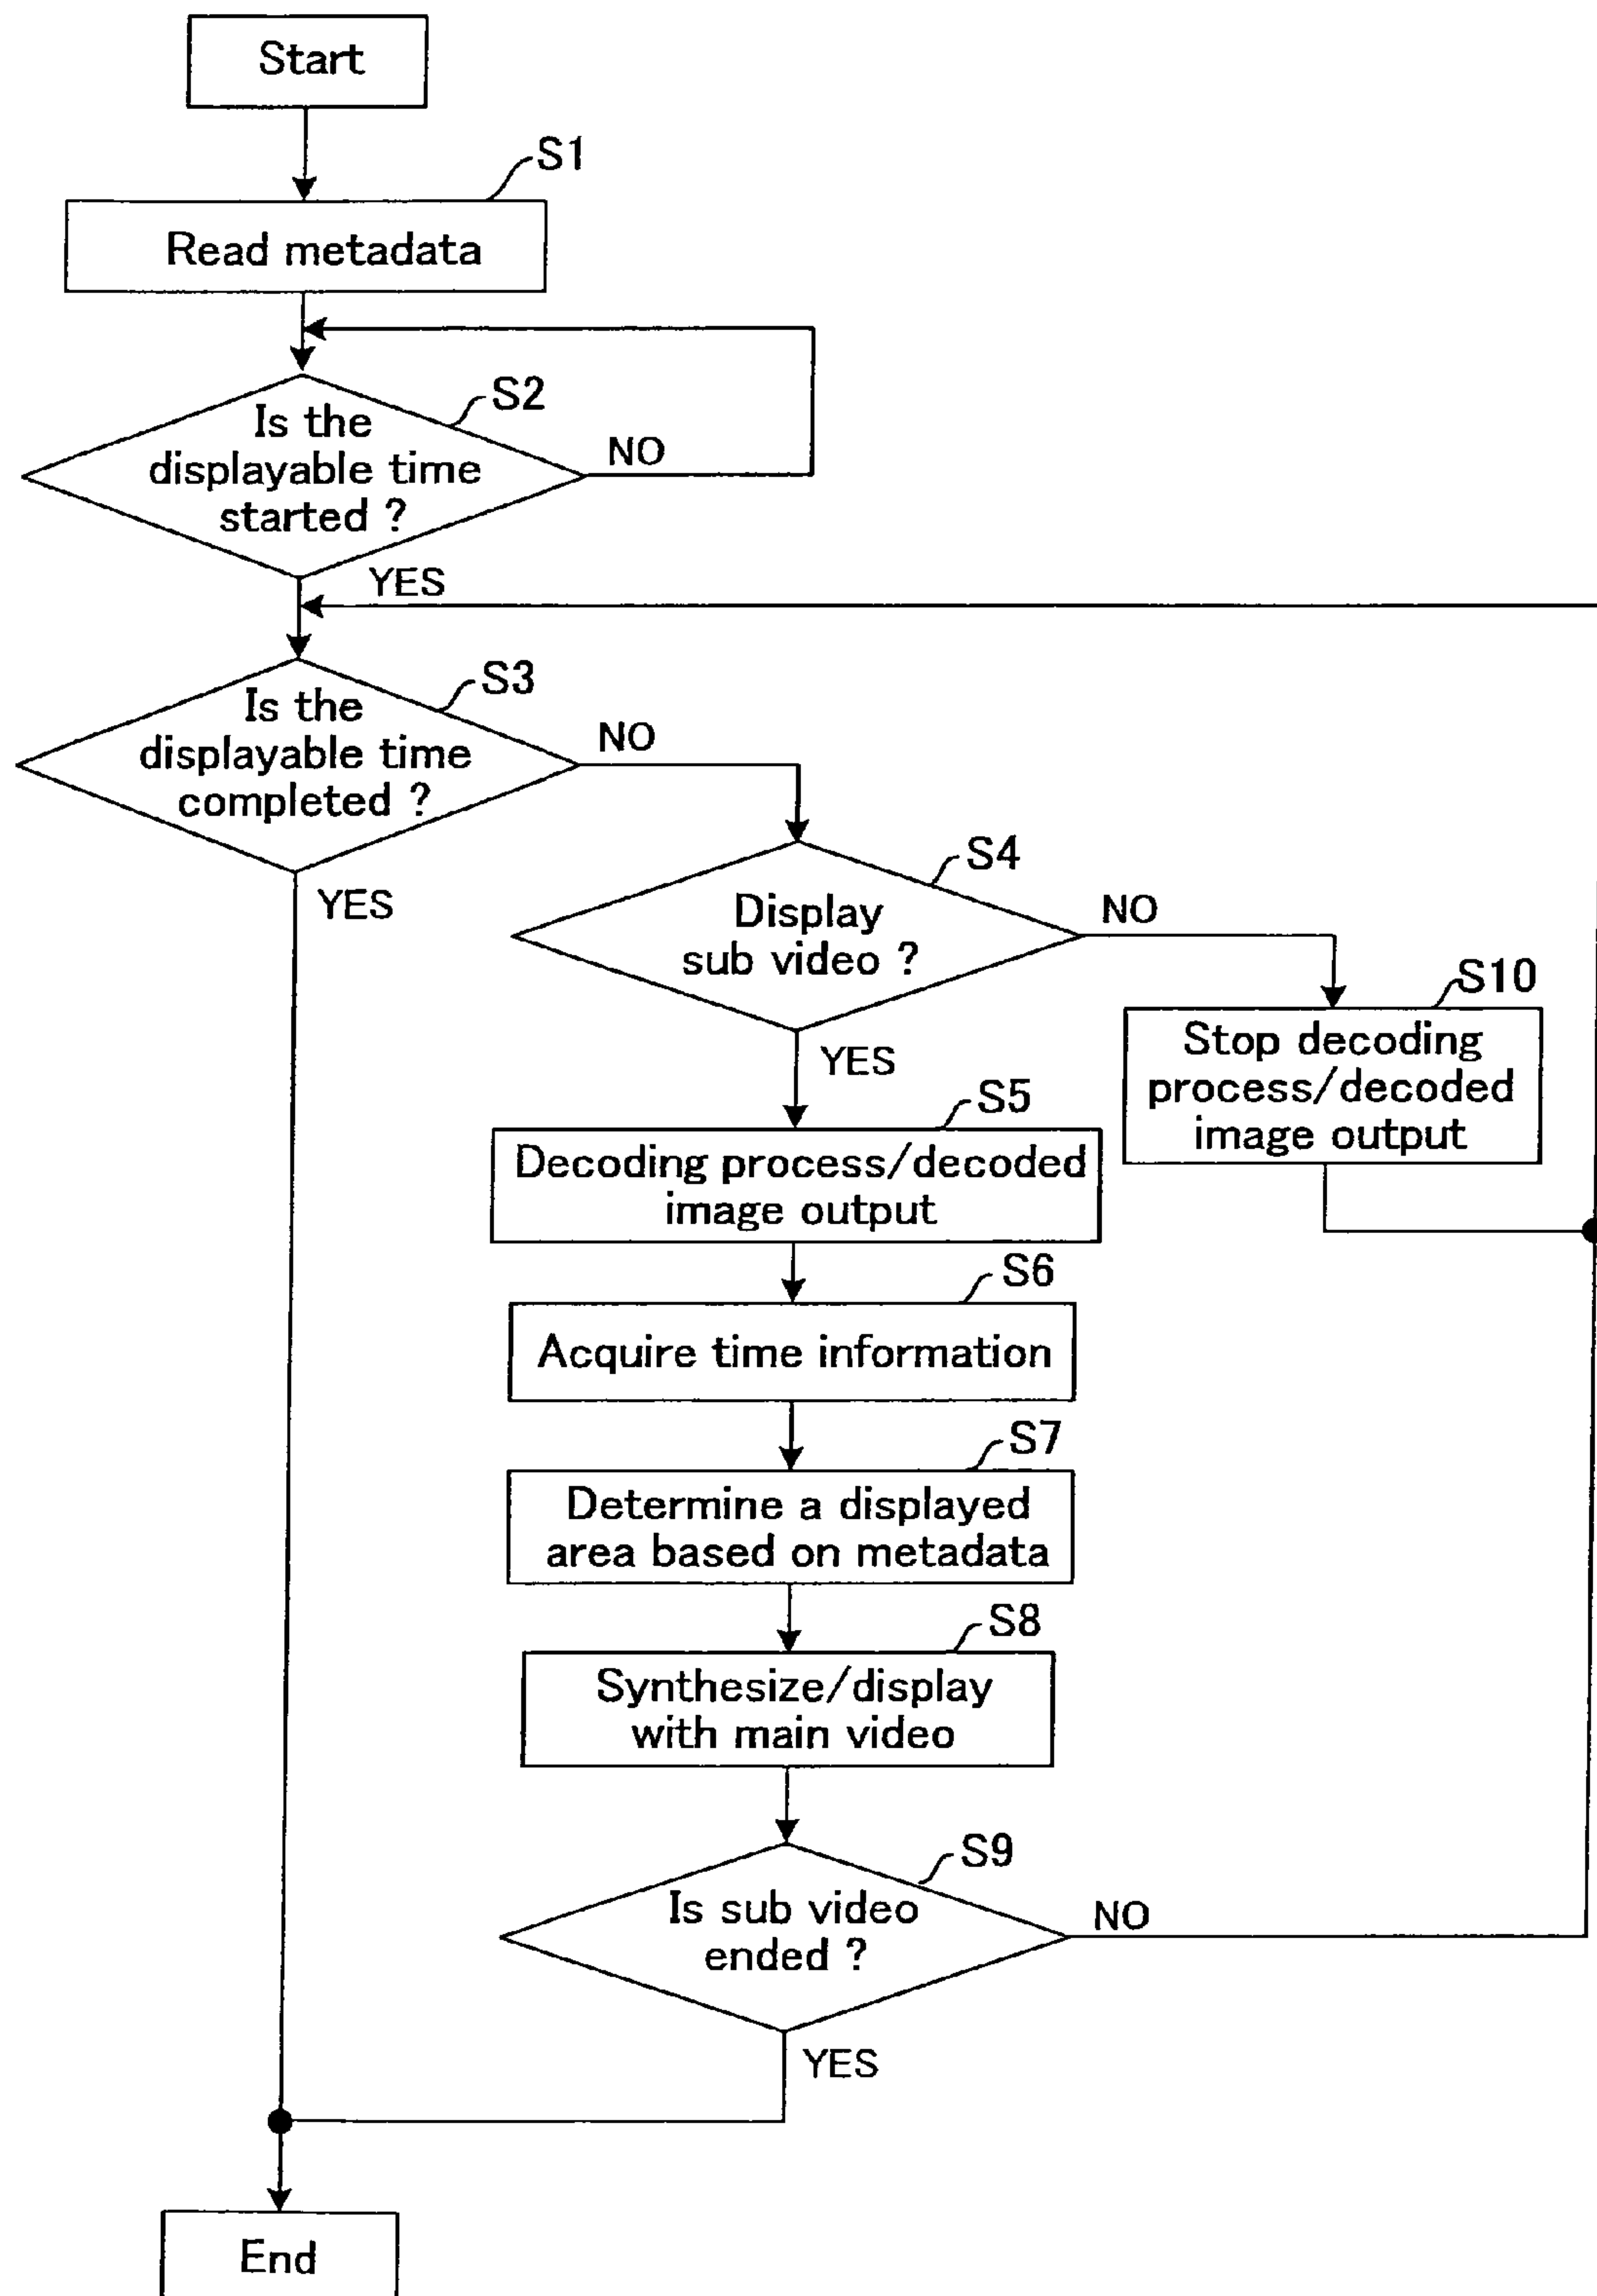 Start
S1
Read metadata
S2
Is the
displayable time
started ?
NO
YES
S3
Is the
displayable time
completed ?
NO
YES
S4
Display
sub video ?
NO
YES
S10
Stop decoding
process/decoded
image output
S5
Decoding process/decoded
image output
S6
Acquire time information
S7
Determine a displayed
area based on metadata
S8
Synthesize/display
with main video
S9
Is sub video
ended ?
NO
YES
End